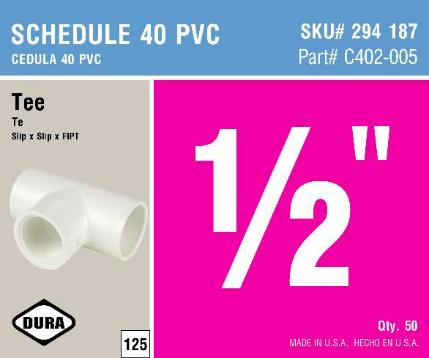 SCHEDULE 40 PVC
CEDULA 40 PVC
SKU# 294 187
Part# C402-005
Tee
Te
Slip x Slip x FIPT
1/2"
DURA
125
Qty. 50
MADE IN U.S.A. HECHO EN U.S.A.